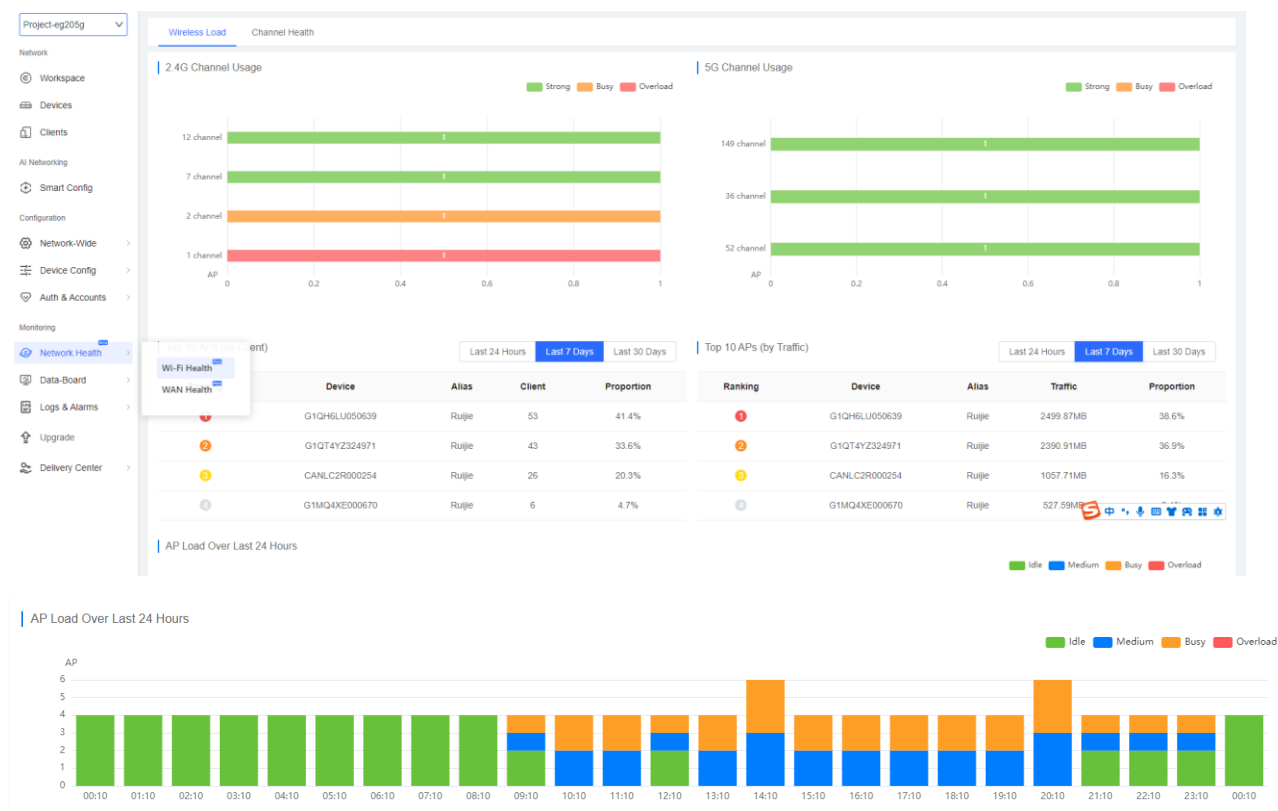 Project-eg205g
Network
Workspace
Devices
Clients
AI Networking
Smart Config
Configuration
Network-Wide
Device Config
Auth & Accounts
Monitoring
Network Health
Data-Board
Logs & Alarms
Upgrade
Delivery Center
Wi-Fi Health
WAN Health
Wireless Load Channel Health
2.4G Channel Usage
Strong Busy Overload
12 channel 1
7 channel 1
2 channel 1
1 channel 1
AP
0 0.2 0.4 0.6 0.8 1
5G Channel Usage
Strong Busy Overload
149 channel 1
36 channel 1
52 channel 1
AP
0 0.2 0.4 0.6 0.8 1
Top 10 APs (by Client)
Last 24 Hours Last 7 Days Last 30 Days
Device Alias Client Proportion
1 G1QH6LU050639 Ruijie 53 41.4%
2 G1QT4YZ324971 Ruijie 43 33.6%
3 CANLC2R000254 Ruijie 26 20.3%
4 G1MQ4XE000670 Ruijie 6 4.7%
Top 10 APs (by Traffic)
Last 24 Hours Last 7 Days Last 30 Days
Ranking Device Alias Traffic Proportion
1 G1QH6LU050639 Ruijie 2499.87MB 38.6%
2 G1QT4YZ324971 Ruijie 2390.91MB 36.9%
3 CANLC2R000254 Ruijie 1057.71MB 16.3%
4 G1MQ4XE000670 Ruijie 527.59MB
中
AP Load Over Last 24 Hours
Idle Medium Busy Overload
AP Load Over Last 24 Hours
Idle Medium Busy Overload
AP
6
5
4
3
2
1
0
00:10 01:10 02:10 03:10 04:10 05:10 06:10 07:10 08:10 09:10 10:10 11:10 12:10 13:10 14:10 15:10 16:10 17:10 18:10 19:10 20:10 21:10 22:10 23:10 00:10